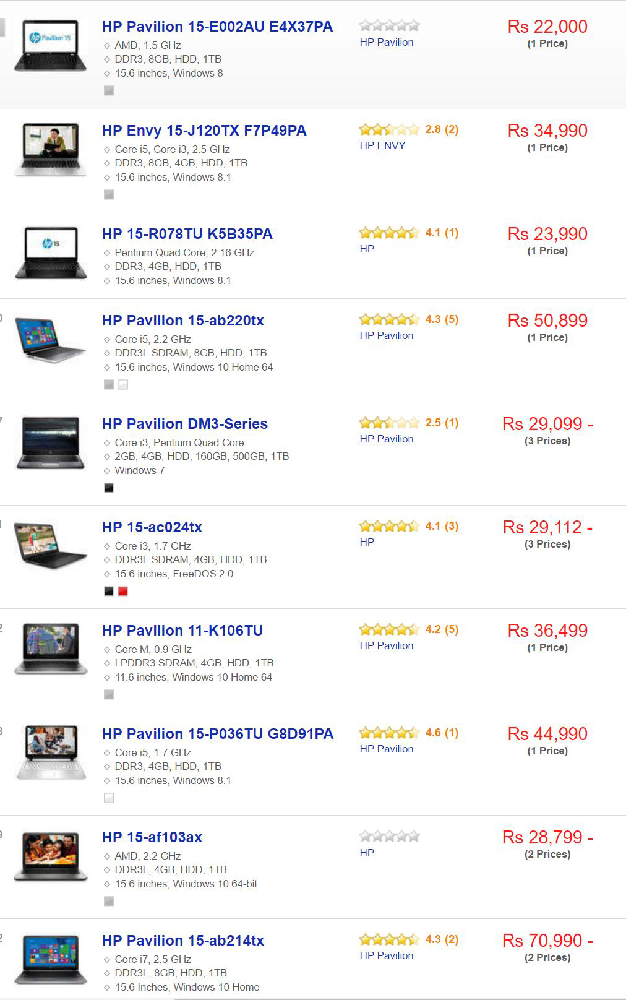 HP Pavilion 15-E002AU E4X37PA
HP Pavilion
Rs 22,000
(1 Price)
AMD, 1.5 GHz
DDR3, 8GB, HDD, 1TB
15.6 inches, Windows 8
hp Pavilion 15
HP Envy 15-J120TX F7P49PA
2.8 (2)
HP ENVY
Rs 34,990
(1 Price)
Core i5, Core i3, 2.5 GHz
DDR3, 8GB, 4GB, HDD, 1TB
15.6 inches, Windows 8.1
HP 15-R078TU K5B35PA
4.1 (1)
HP
Rs 23,990
(1 Price)
Pentium Quad Core, 2.16 GHz
DDR3, 4GB, HDD, 1TB
15.6 inches, Windows 8.1
hp 15
HP Pavilion 15-ab220tx
4.3 (5)
HP Pavilion
Rs 50,899
(1 Price)
Core i5, 2.2 GHz
DDR3L SDRAM, 8GB, HDD, 1TB
15.6 inches, Windows 10 Home 64
HP Pavilion DM3-Series
2.5 (1)
HP Pavilion
Rs 29,099 -
(3 Prices)
Core i3, Pentium Quad Core
2GB, 4GB, HDD, 160GB, 500GB, 1TB
Windows 7
HP 15-ac024tx
4.1 (3)
HP
Rs 29,112 -
(3 Prices)
Core i3, 1.7 GHz
DDR3L SDRAM, 4GB, HDD, 1TB
15.6 inches, FreeDOS 2.0
HP Pavilion 11-K106TU
4.2 (5)
HP Pavilion
Rs 36,499
(1 Price)
Core M, 0.9 GHz
LPDDR3 SDRAM, 4GB, HDD, 1TB
11.6 inches, Windows 10 Home 64
HP Pavilion 15-P036TU G8D91PA
4.6 (1)
HP Pavilion
Rs 44,990
(1 Price)
Core i5, 1.7 GHz
DDR3, 4GB, HDD, 1TB
15.6 inches, Windows 8.1
HP 15-af103ax
HP
Rs 28,799 -
(2 Prices)
AMD, 2.2 GHz
DDR3L, 4GB, HDD, 1TB
15.6 inches, Windows 10 64-bit
HP Pavilion 15-ab214tx
4.3 (2)
HP Pavilion
Rs 70,990 -
(2 Prices)
Core i7, 2.5 GHz
DDR3L, 8GB, HDD, 1TB
15.6 Inches, Windows 10 Home